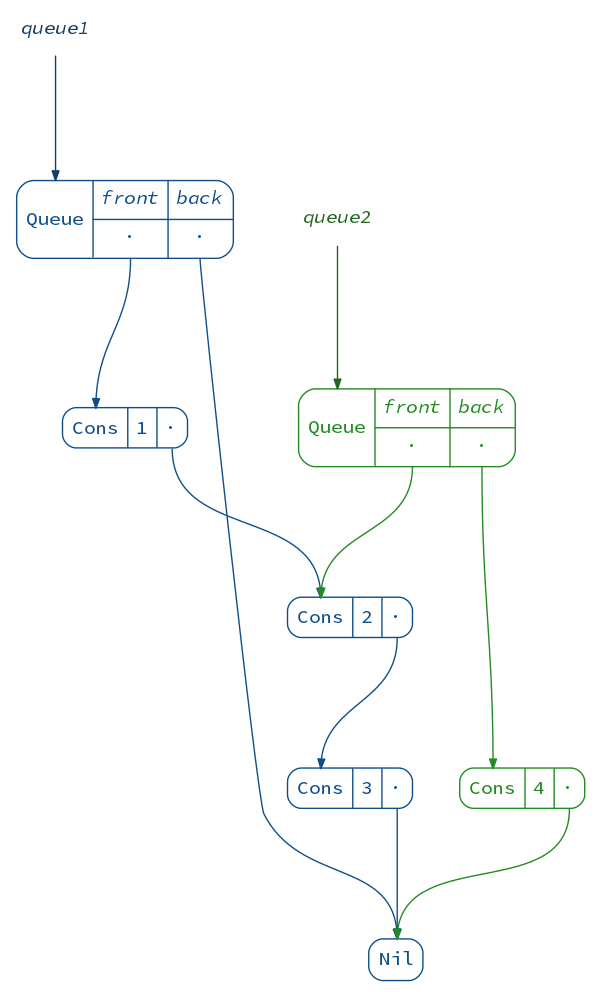 queue1
Queue front back
· ·
queue2
Queue front back
· ·
Cons 1 ·
Cons 2 ·
Cons 3 ·
Cons 4 ·
Nil